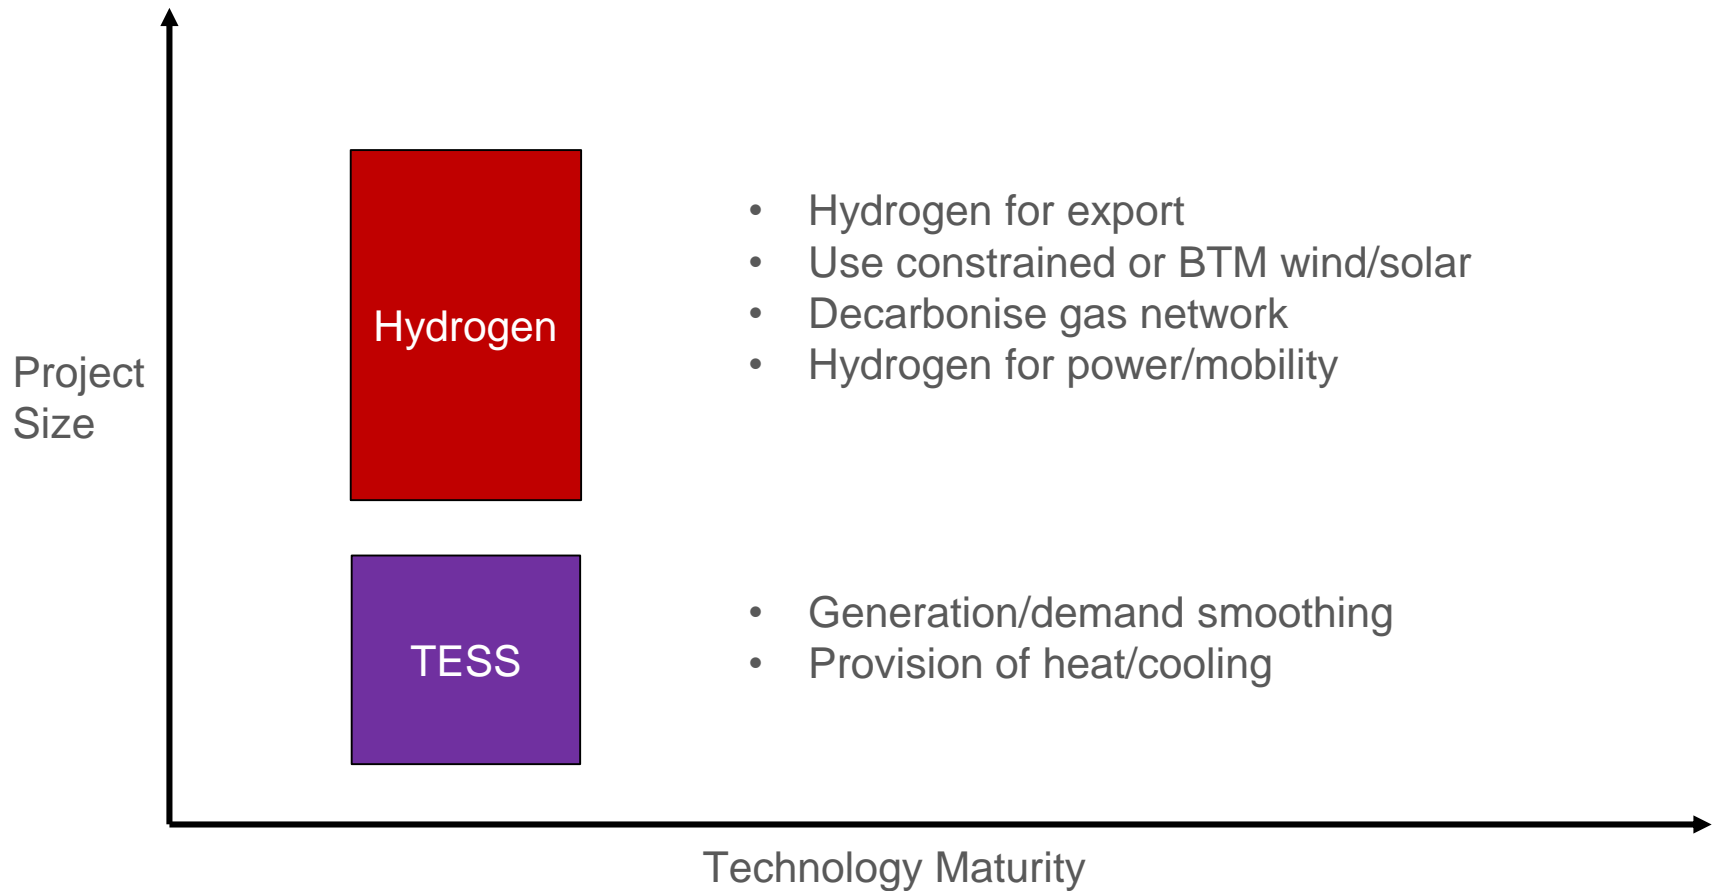 Project
Size
Hydrogen
• Hydrogen for export
• Use constrained or BTM wind/solar
• Decarbonise gas network
• Hydrogen for power/mobility
TESS
• Generation/demand smoothing
• Provision of heat/cooling
Technology Maturity